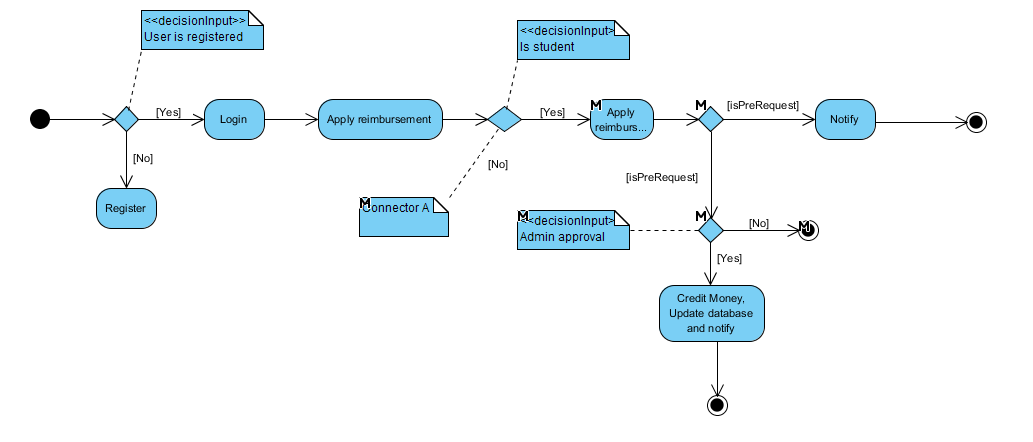 <<decisionInput>>
User is registered
<<decisionInput>
Is student
[Yes]
Login
Apply reimbursement
[Yes]
M
Apply
reimburs...
M
[isPreRequest]
Notify
[No]
Register
[No]
M
Connector A
[isPreRequest]
M
<<decisionInput>
Admin approval
M
[No]
M
[Yes]
Credit Money,
Update database
and notify